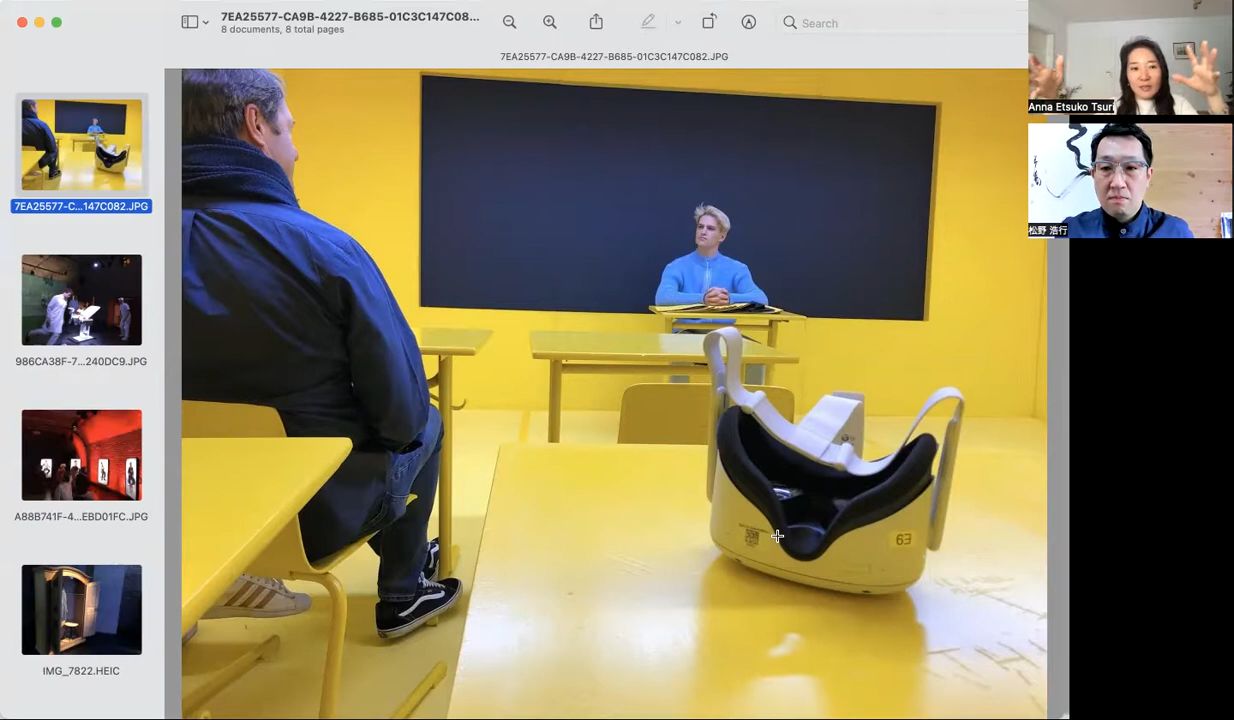 7EA25577-CA9B-4227-B685-01C3C147C08...
8 documents, 8 total pages
Search
7EA25577-CA9B-4227-B685-01C3C147C082.JPG
7EA25577-C...147C082.JPG
986CA38F-7...240DC9.JPG
A88B741F-4...EBD01FC.JPG
IMG_7822.HEIC
Anna Etsuko Tsuri
松野 浩行
E9